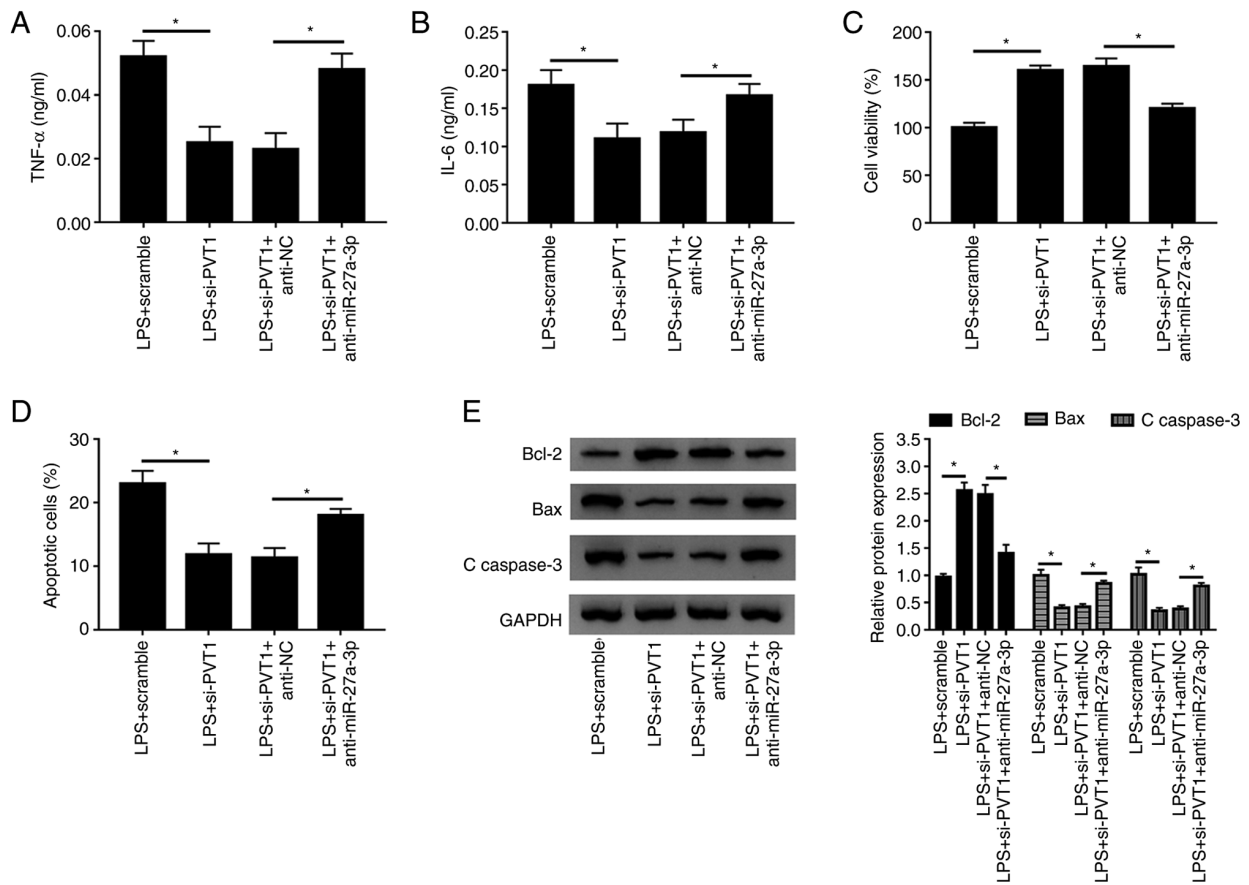 A
TNF-α (ng/ml)
0.06
0.04
0.02
0.00
*
*
LPS+scramble
LPS+si-PVT1
LPS+si-PVT1+
anti-NC
LPS+si-PVT1+
anti-miR-27a-3p
B
IL-6 (ng/ml)
0.25
0.20
0.15
0.10
0.05
0.00
*
*
LPS+scramble
LPS+si-PVT1
LPS+si-PVT1+
anti-NC
LPS+si-PVT1+
anti-miR-27a-3p
C
Cell viability (%)
200
150
100
50
0
*
*
LPS+scramble
LPS+si-PVT1
LPS+si-PVT1+
anti-NC
LPS+si-PVT1+
anti-miR-27a-3p
D
Apoptotic cells (%)
30
20
10
0
*
*
LPS+scramble
LPS+si-PVT1
LPS+si-PVT1+
anti-NC
LPS+si-PVT1+
anti-miR-27a-3p
E
Bcl-2
Bax
C caspase-3
GAPDH
LPS+scramble
LPS+si-PVT1
LPS+si-PVT1+
anti-NC
LPS+si-PVT1+
anti-miR-27a-3p
Bcl-2
Bax
C caspase-3
Relative protein expression
3.5
3.0
2.5
2.0
1.5
1.0
0.5
0.0
*
*
*
*
*
*
LPS+scramble
LPS+si-PVT1
LPS+si-PVT1+anti-NC
LPS+si-PVT1+anti-miR-27a-3p
LPS+scramble
LPS+si-PVT1
LPS+si-PVT1+anti-NC
LPS+si-PVT1+anti-miR-27a-3p
LPS+scramble
LPS+si-PVT1
LPS+si-PVT1+anti-NC
LPS+si-PVT1+anti-miR-27a-3p